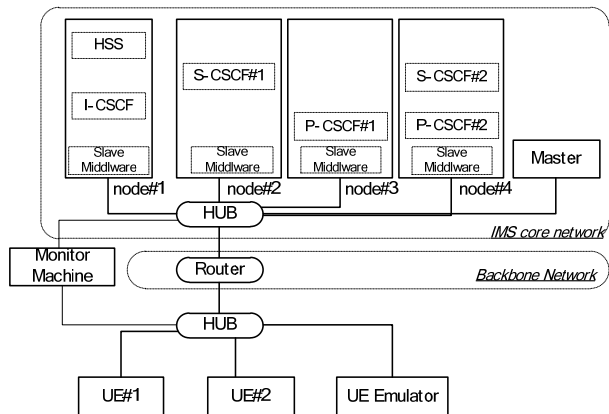 HSS
I-CSCF
Slave
Middlware
node#1
S-CSCF#1
Slave
Middlware
node#2
P-CSCF#1
Slave
Middlware
node#3
S-CSCF#2
P-CSCF#2
Slave
Middlware
node#4
Master
HUB
IMS core network
Monitor
Machine
Router
Backbone Network
HUB
UE#1
UE#2
UE Emulator